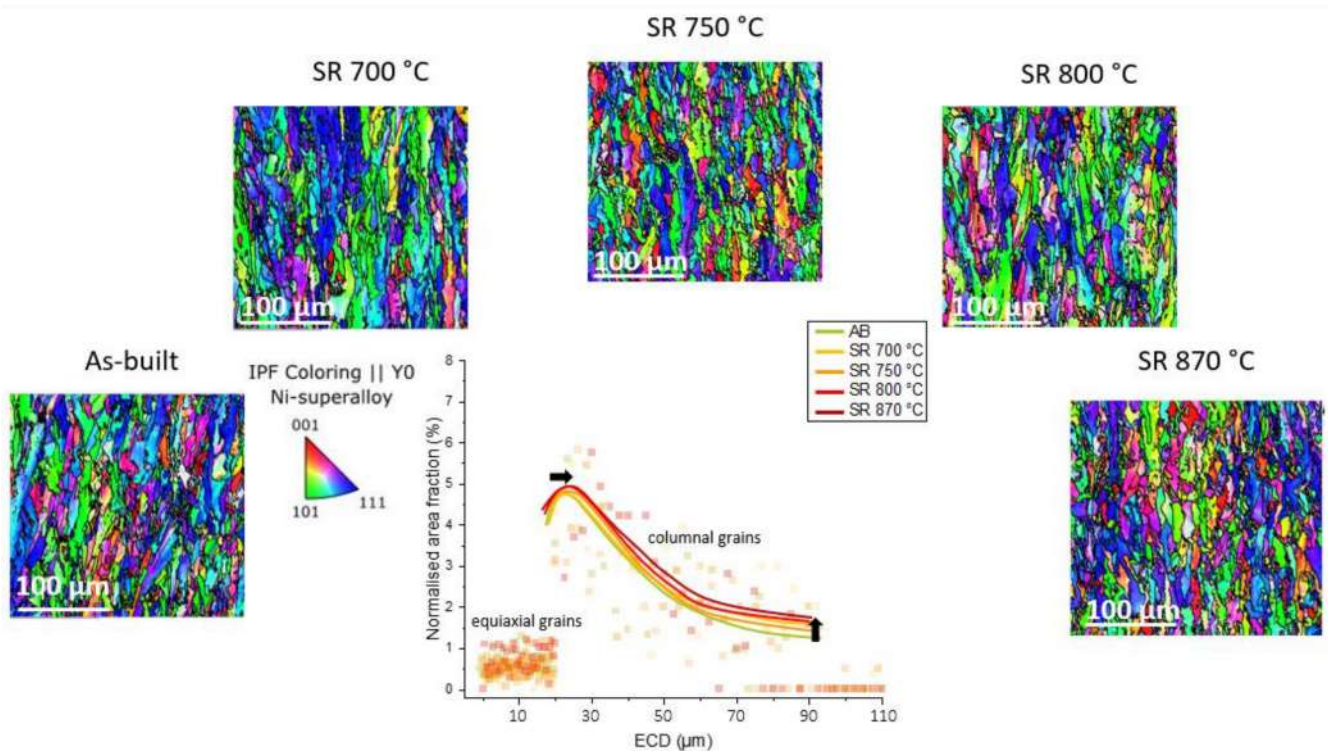 SR 750 °C
SR 700 °C
SR 800 °C
100 µm
100 µm
100 µm
As-built
IPF Coloring || Y0
Ni-superalloy
001
101
111
100 µm
AB
SR 700 °C
SR 750 °C
SR 800 °C
SR 870 °C
SR 870 °C
100 µm
Normalised area fraction (%)
8
7
6
5
4
3
2
1
0
columnal grains
equiaxial grains
10 30 50 70 90 110
ECD (µm)